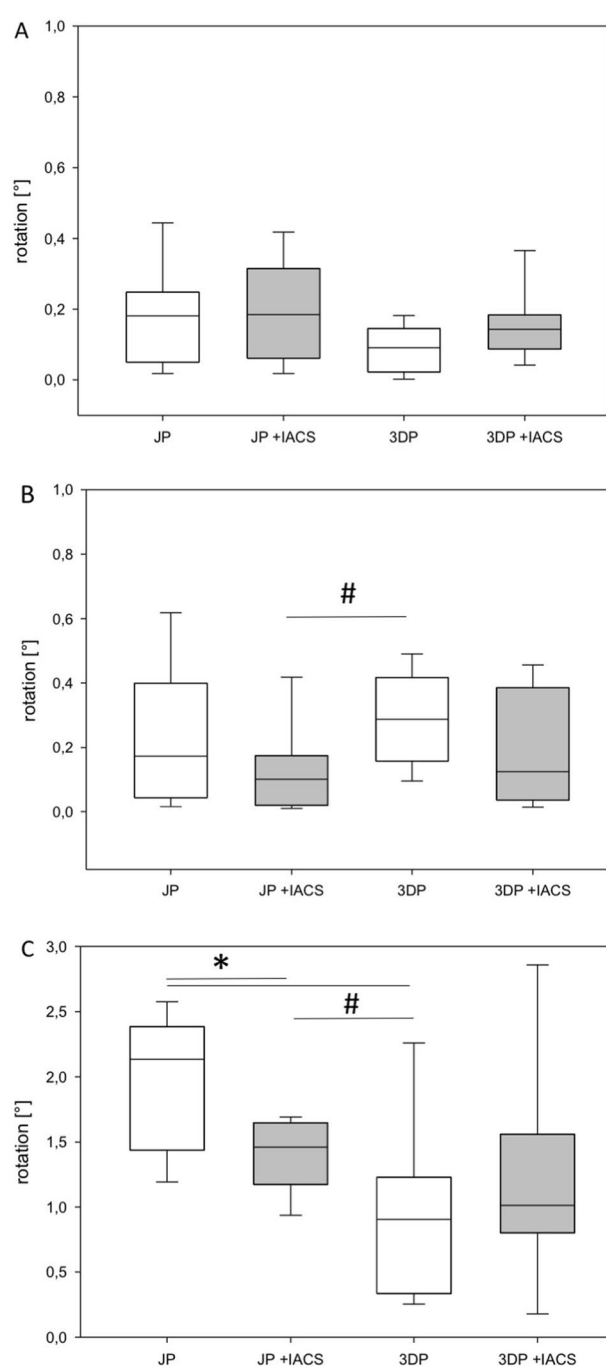 A
1,0
0,8
0,6
0,4
0,2
0,0
rotation [°]
JP JP +IACS 3DP 3DP +IACS
B
1,0
0,8
0,6
0,4
0,2
0,0
rotation [°]
#
JP JP +IACS 3DP 3DP +IACS
C
3,0
2,5
2,0
1,5
1,0
0,5
0,0
rotation [°]
*
#
JP JP +IACS 3DP 3DP +IACS